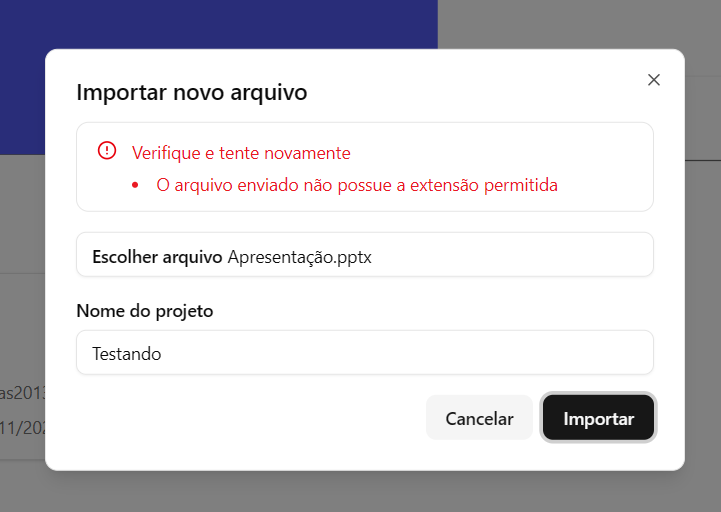 Importar novo arquivo
Verifique e tente novamente
O arquivo enviado não possue a extensão permitida
Escolher arquivo Apresentação.pptx
Nome do projeto
Testando
as2013
11/202
Cancelar
Importar